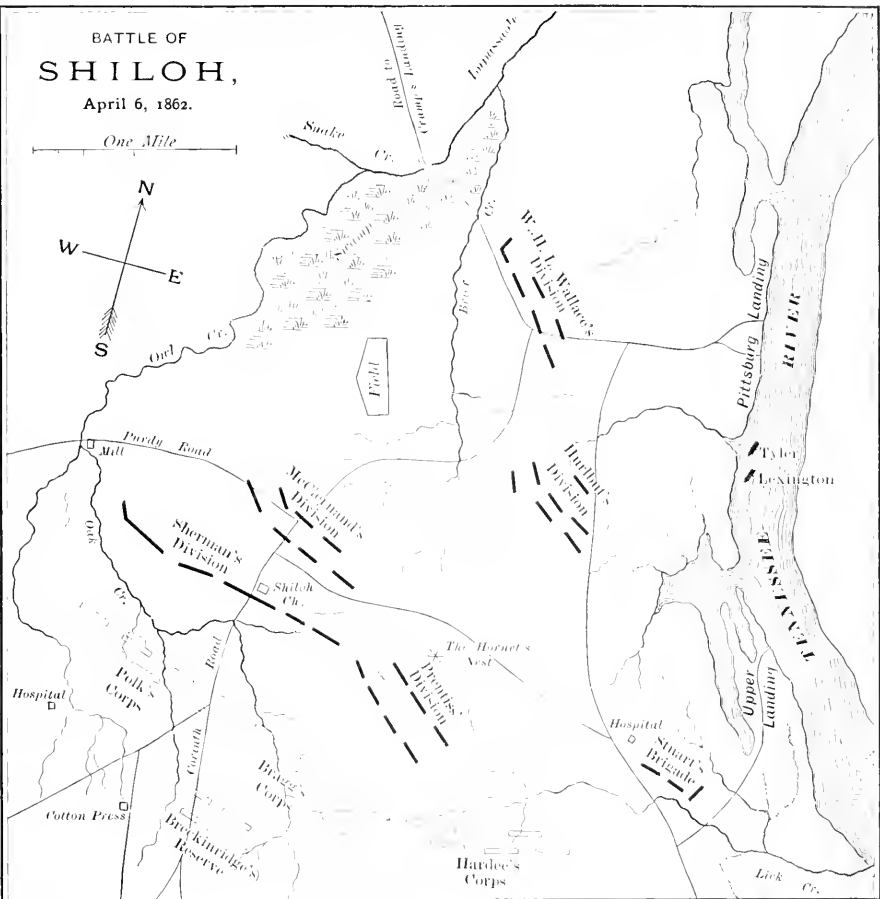 BATTLE OF
SHILOH,
April 6, 1862.
One Mile
N
W
E
S
Road to
Crump's Landing
Impassable
Snake
Cr.
Swamp
Owl Cr.
River
Cr.
W. H. L. Wallace's
Division
Field
Pittsburg Landing
TENNESSEE RIVER
Tyler
Lexington
Purdy Road
Mill
McClernand's
Division
Hurlbut's
Division
Sherman's
Division
Oak
Cr.
Shiloh
Ch.
The Hornet's
Nest
Prentiss'
Division
Polk's
Corps
Hospital
Cotton Press
Corinth Road
Bragg's
Corps
Breckinridge's
Reserve
Hardee's
Corps
Hospital
Stuart's
Brigade
Upper
Landing
Lick
Cr.